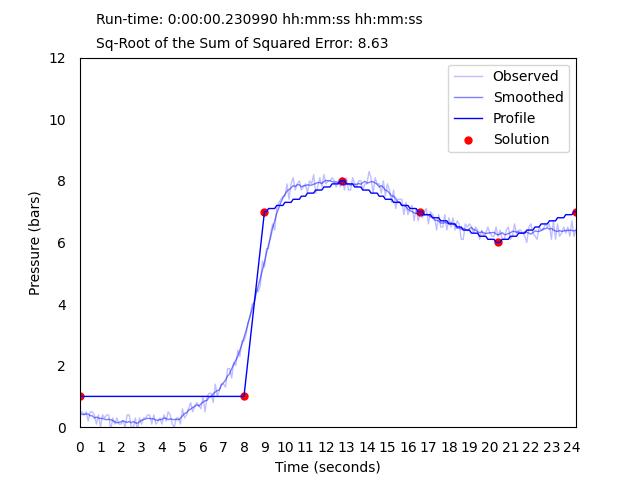 Run-time: 0:00:00.230990 hh:mm:ss hh:mm:ss
Sq-Root of the Sum of Squared Error: 8.63
12
10
8
6
4
2
0
Pressure (bars)
Observed
Smoothed
Profile
Solution
0 1 2 3 4 5 6 7 8 9 10 11 12 13 14 15 16 17 18 19 20 21 22 23 24
Time (seconds)